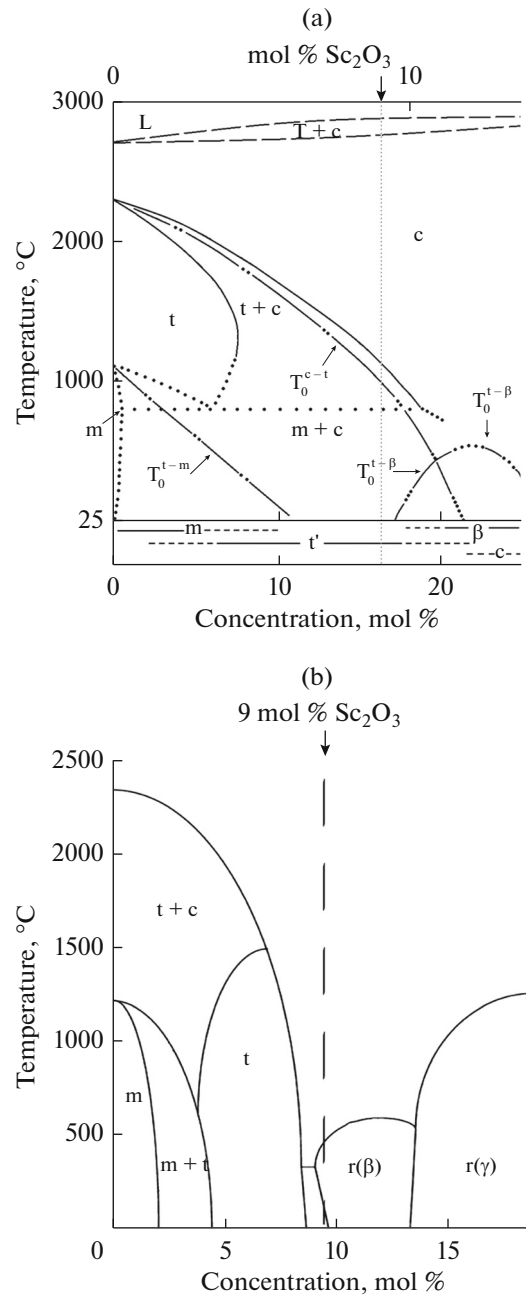 (a)
mol % Sc₂O₃
0 10
3000
L
T + c
c
2000
t
t + c
T₀ᶜ⁻ᵗ
1000
T₀ᵗ⁻ᵝ
m
m + c
T₀ᵗ⁻ᵐ
T₀ᵗ⁻ᵝ
25
m
β
t'
c
0 10 20
Temperature, °C
Concentration, mol %
(b)
9 mol % Sc₂O₃
2500
2000
t + c
1500
1000
t
m
500
m + t
r(β)
r(γ)
0 5 10 15
Temperature, °C
Concentration, mol %